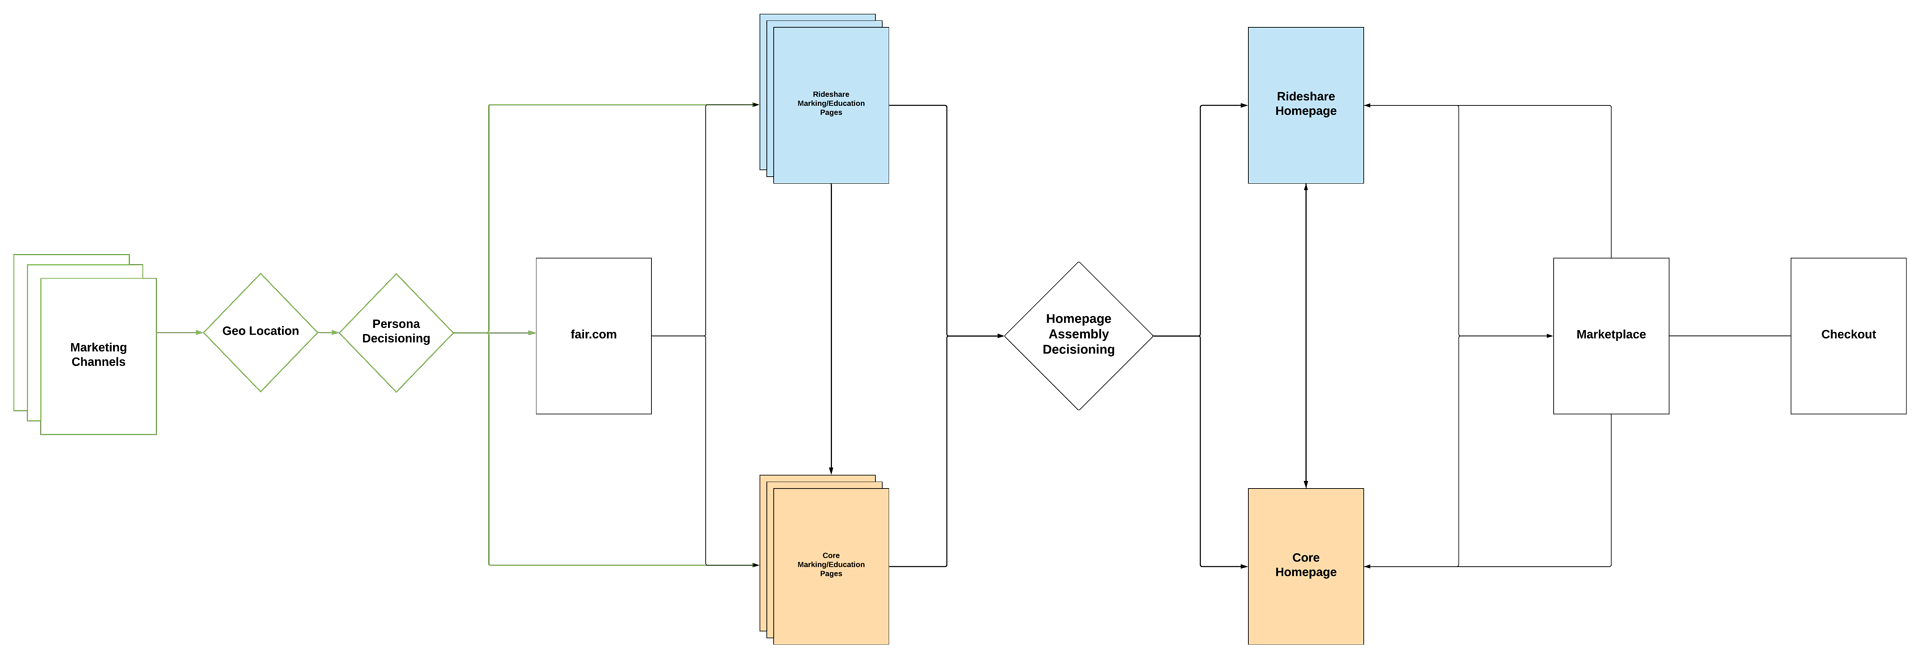 Marketing
Channels
Geo Location
Persona
Decisioning
fair.com
Rideshare
Marking/Education
Pages
Core
Marking/Education
Pages
Homepage
Assembly
Decisioning
Rideshare
Homepage
Core
Homepage
Marketplace
Checkout